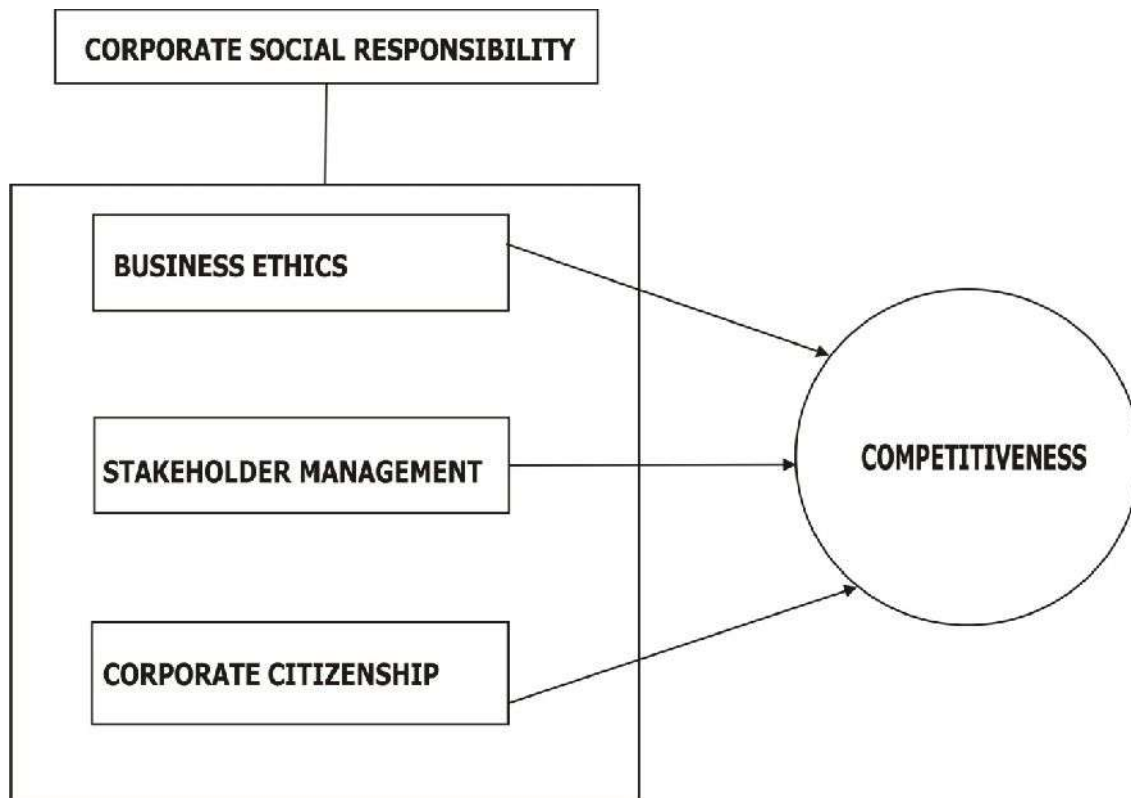 CORPORATE SOCIAL RESPONSIBILITY
BUSINESS ETHICS
STAKEHOLDER MANAGEMENT
COMPETITIVENESS
CORPORATE CITIZENSHIP